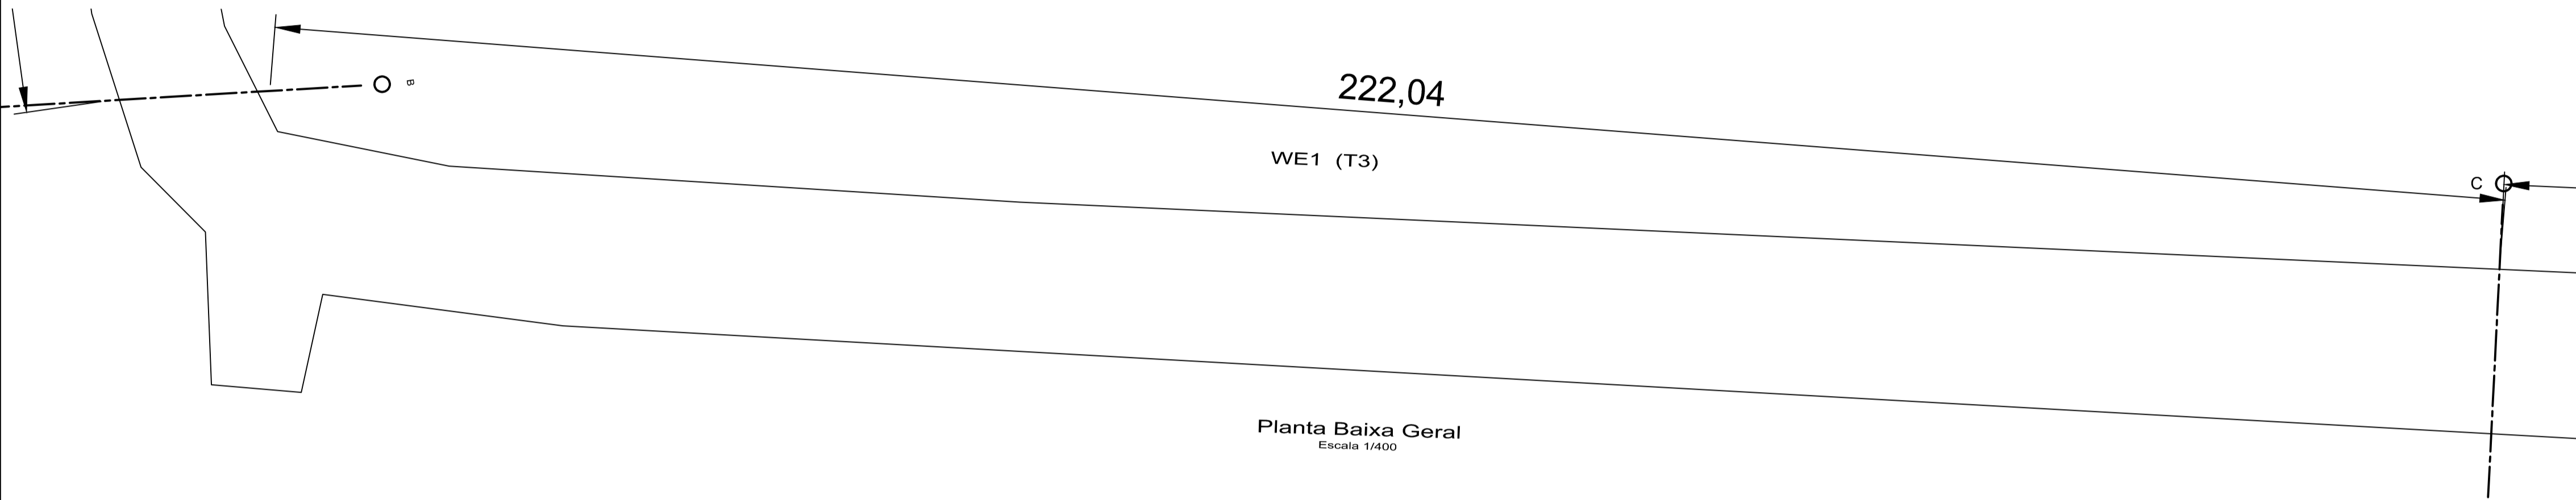 222,04
B
WE1 (T3)
C
Planta Baixa Geral
Escala 1/400